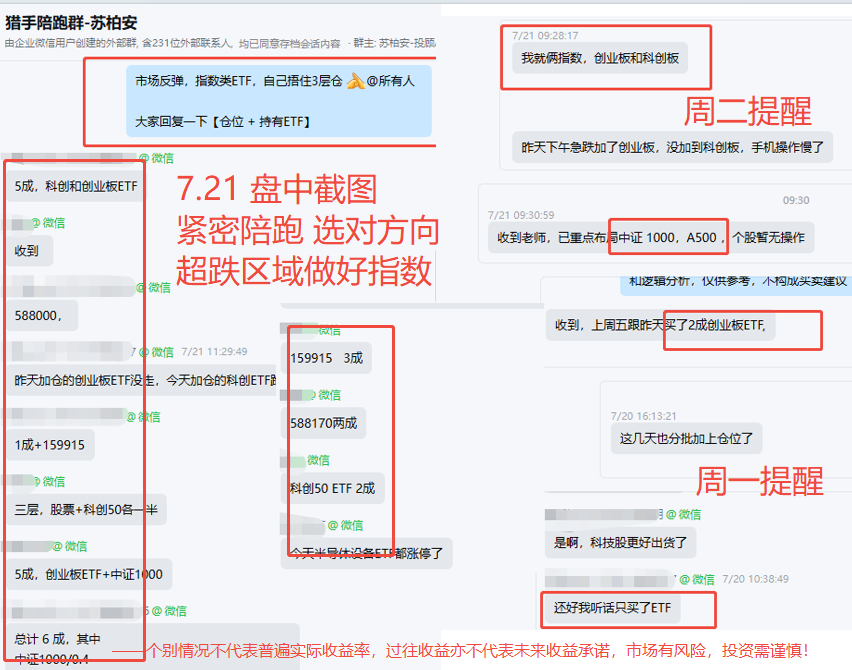 猎手陪跑群-苏柏安
由企业微信用户创建的外部群, 含231位外部联系人, 均已同意存档会话内容 · 群主: 苏柏安-投顾
市场反弹，指数类ETF，自己捂住3层仓 @所有人
大家回复一下【仓位 + 持有ETF】
@微信
5成，科创和创业板ETF
@微信
收到
@微信
588000，
@微信 7/21 11:29:49
昨天加仓的创业板ETF没走，今天加仓的科创ETF
@微信
1成+159915
@微信
三层，股票+科创50各一半
@微信
5成，创业板ETF+中证1000
@微信
总计 6 成，其中
中证1000/0.4
7.21 盘中截图
紧密陪跑 选对方向
超跌区域做好指数
微信
159915 3成
@微信
588170两成
微信
科创50 ETF 2成
@微信
今天半导体设备ETF都涨停了
7/21 09:28:17
我就俩指数，创业板和科创板
周二提醒
昨天下午急跌加了创业板，没加到科创板，手机操作慢了
09:30
7/21 09:30:59
收到老师，已重点布局中证 1000，A500 ，个股暂无操作
和逻辑分析，仅供参考，不构成买卖建议
收到，上周五跟昨天买了2成创业板ETF,
7/20 16:13:21
这几天也分批加上仓位了
周一提醒
@微信
是啊，科技股更好出货了
@微信 7/20 10:38:49
还好我听话只买了ETF
——个别情况不代表普遍实际收益率，过往收益亦不代表未来收益承诺，市场有风险，投资需谨慎！